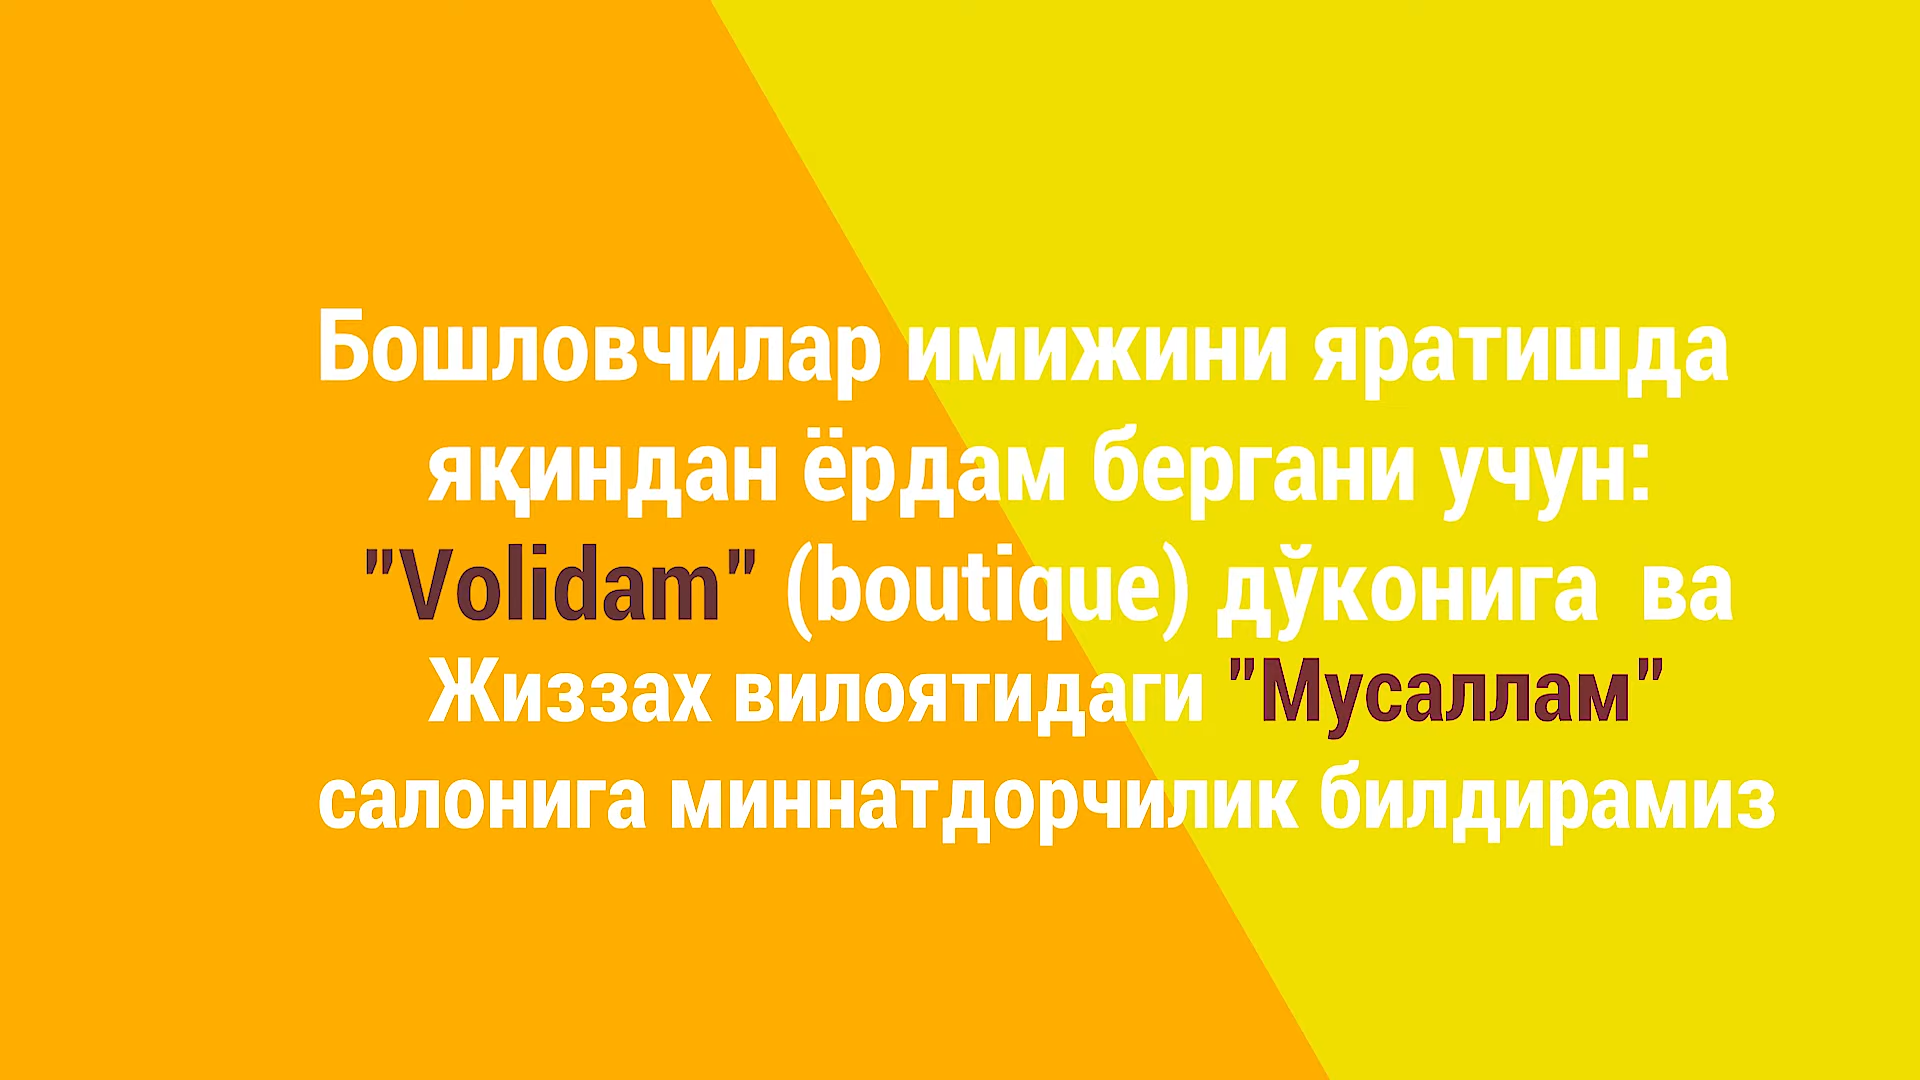 Бошловчилар имижини яратишда
яқиндан ёрдам бергани учун:
"Volidam" (boutique) дўконига ва
Жиззах вилоятидаги "Мусаллам"
салонига миннатдорчилик билдирамиз